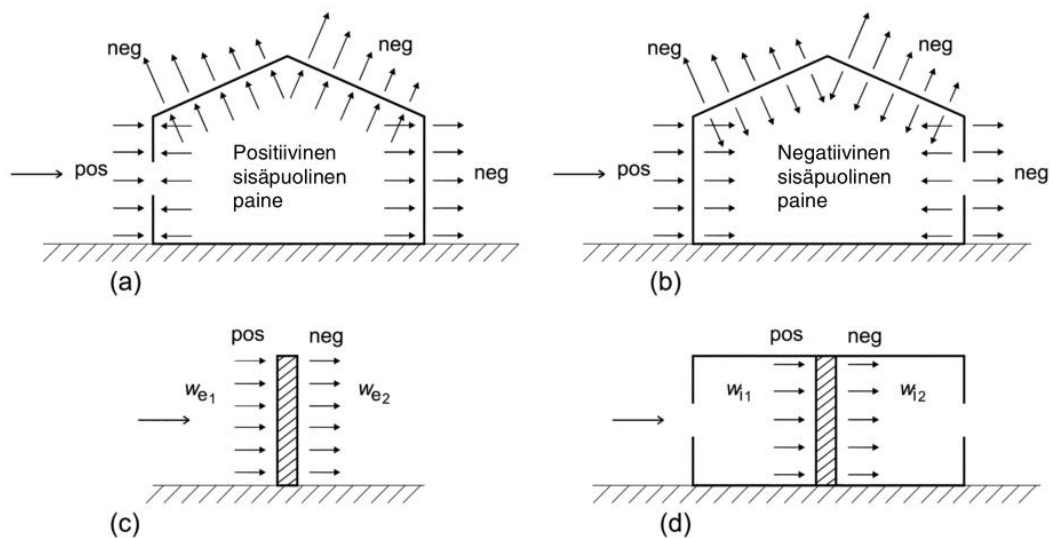 neg
neg
pos
Positiivinen
sisäpuolinen
paine
neg
(a)
neg
neg
pos
Negatiivinen
sisäpuolinen
paine
neg
(b)
pos
neg
we1
we2
(c)
pos
neg
wi1
wi2
(d)